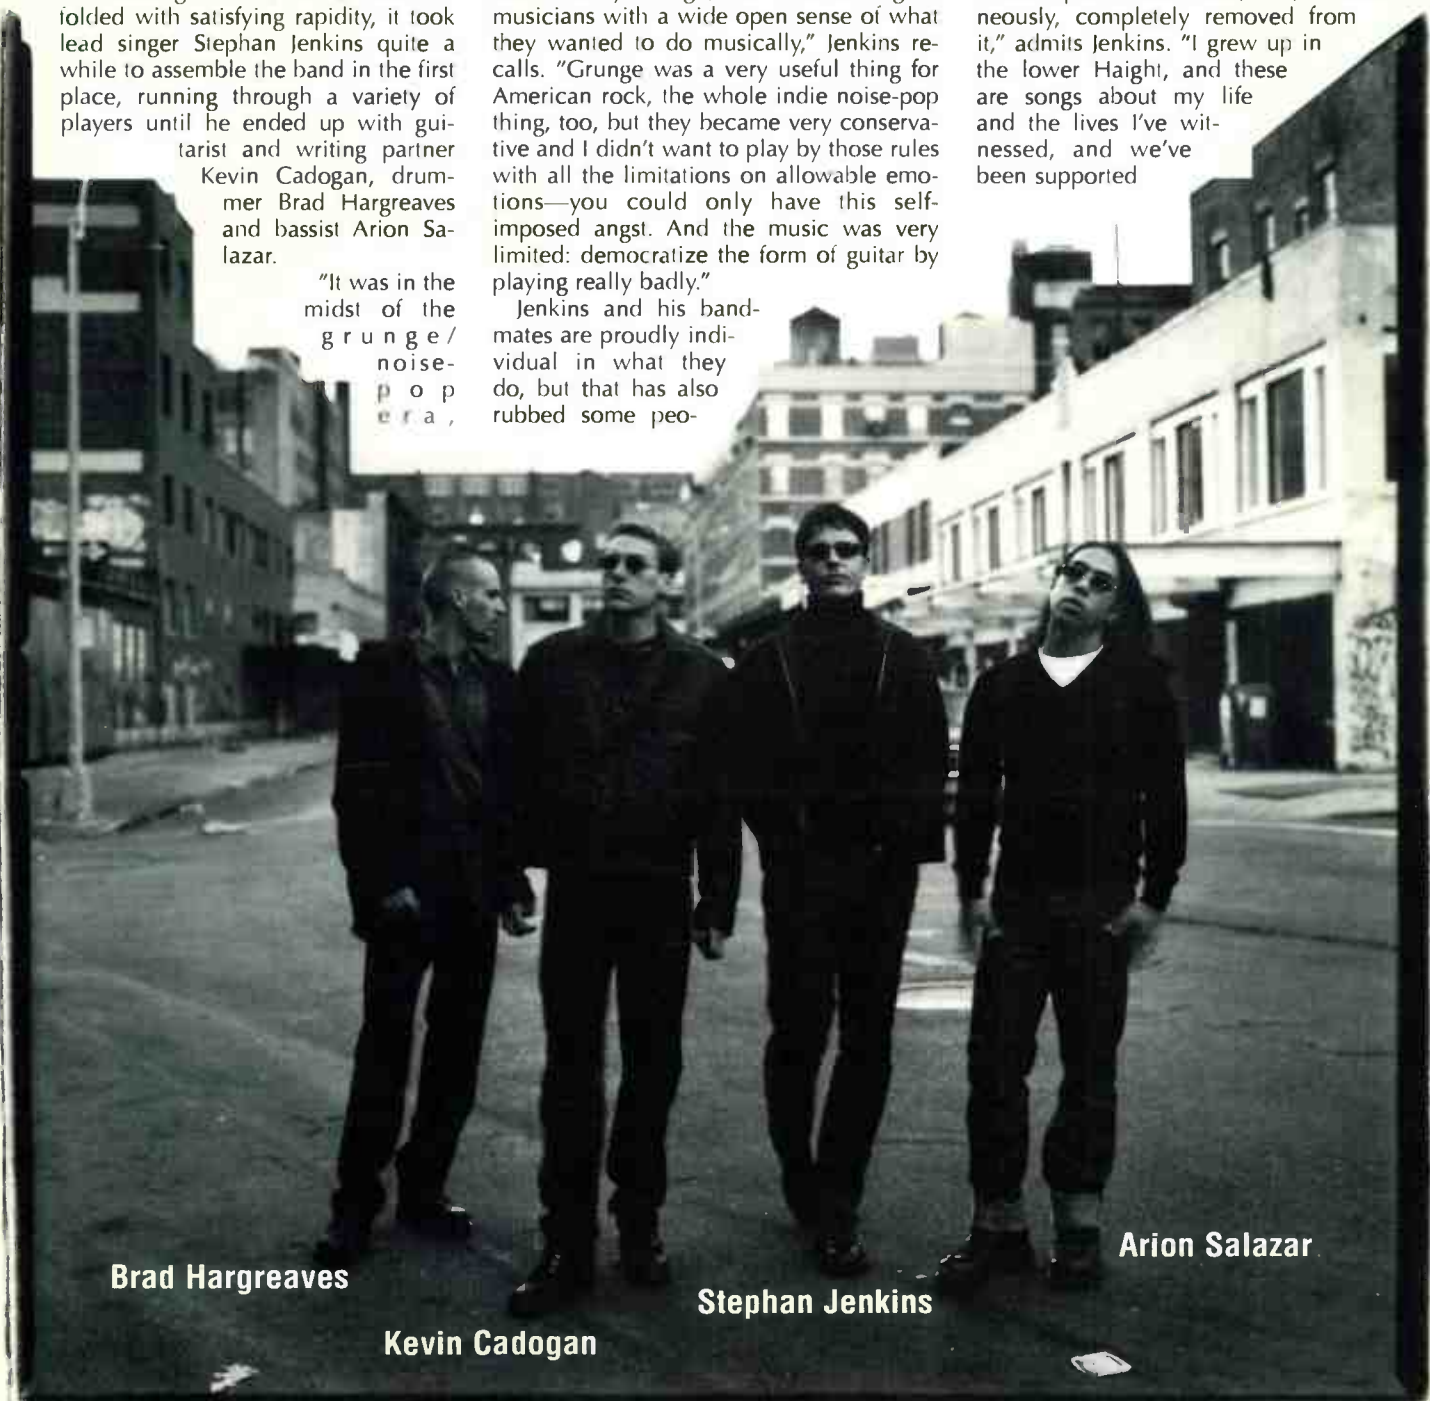 folded with satisfying rapidity, it took
lead singer Stephan Jenkins quite a
while to assemble the band in the first
place, running through a variety of
players until he ended up with gui-
tarist and writing partner
Kevin Cadogan, drum-
mer Brad Hargreaves
and bassist Arion Sa-
lazar.
"It was in the
midst of the
grunge/
noise-
pop
era,
musicians with a wide open sense of what
they wanted to do musically," Jenkins re-
calls. "Grunge was a very useful thing for
American rock, the whole indie noise-pop
thing, too, but they became very conserva-
tive and I didn't want to play by those rules
with all the limitations on allowable emo-
tions—you could only have this self-
imposed angst. And the music was very
limited: democratize the form of guitar by
playing really badly."
Jenkins and his band-
mates are proudly indi-
vidual in what they
do, but that has also
rubbed some peo-
neously, completely removed from
it," admits Jenkins. "I grew up in
the lower Haight, and these
are songs about my life
and the lives I've wit-
nessed, and we've
been supported
Brad Hargreaves
Kevin Cadogan
Stephan Jenkins
Arion Salazar